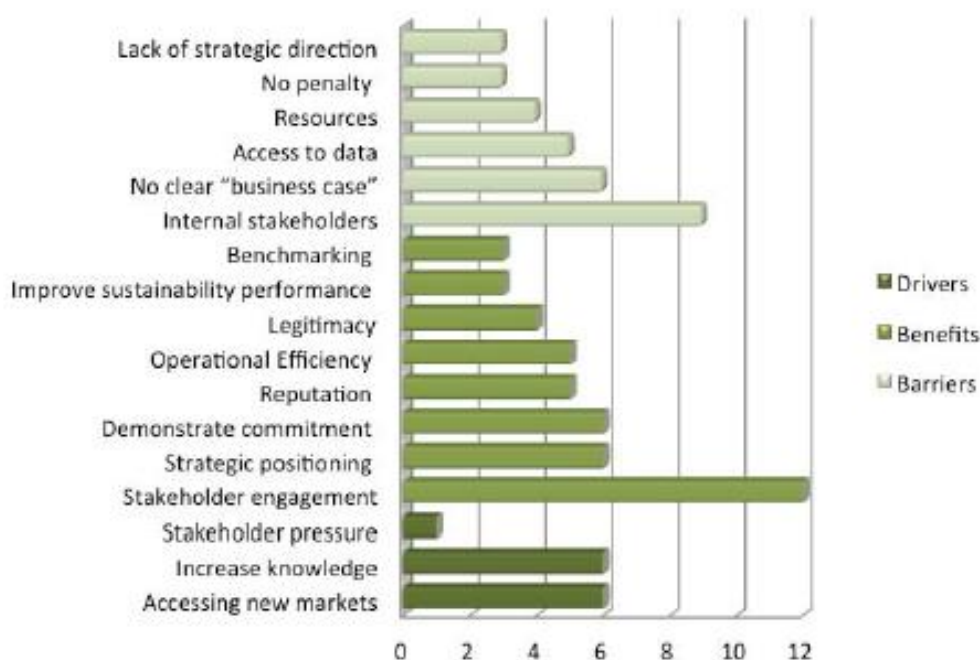 Lack of strategic direction
No penalty
Resources
Access to data
No clear “business case”
Internal stakeholders
Benchmarking
Improve sustainability performance
Legitimacy
Operational Efficiency
Reputation
Demonstrate commitment
Strategic positioning
Stakeholder engagement
Stakeholder pressure
Increase knowledge
Accessing new markets
0 2 4 6 8 10 12
Drivers
Benefits
Barriers